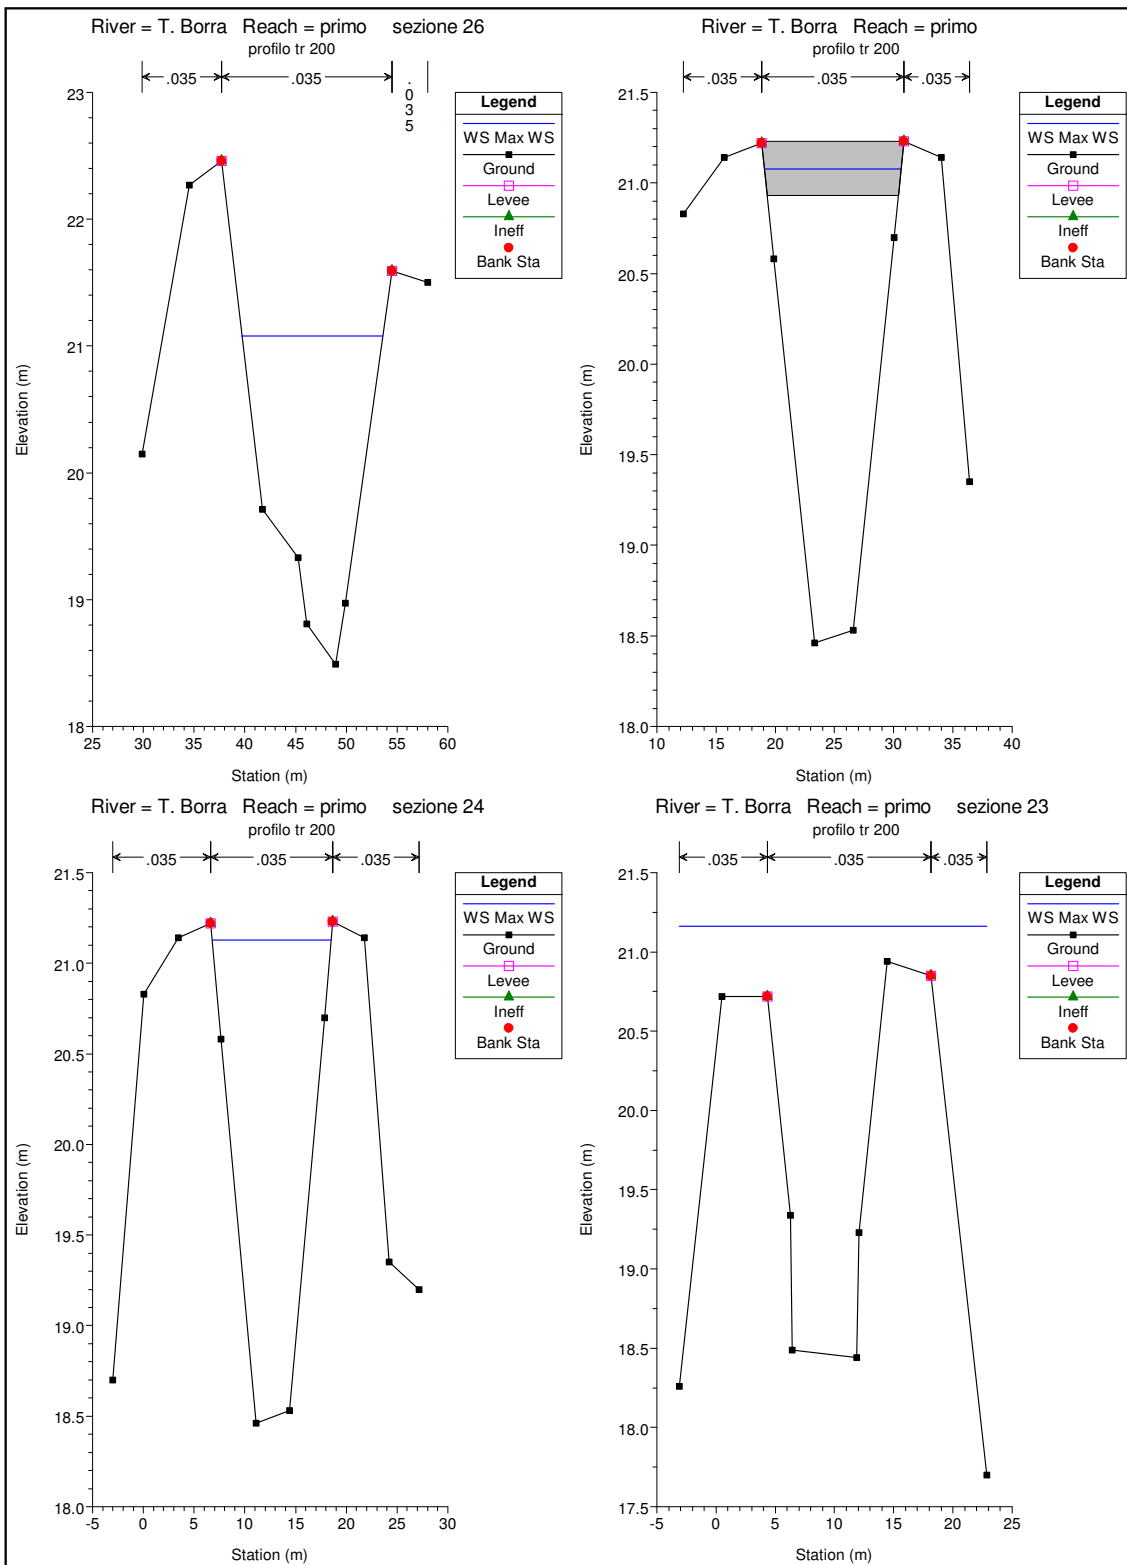 River = T. Borra   Reach = primo   sezione 26
profilo tr 200
.035
.035
.035
23
22
21
20
19
18
Elevation (m)
25 30 35 40 45 50 55 60
Station (m)
Legend
WS Max WS
Ground
Levee
Ineff
Bank Sta
River = T. Borra   Reach = primo
profilo tr 200
.035
.035
.035
21.5
21.0
20.5
20.0
19.5
19.0
18.5
18.0
Elevation (m)
10 15 20 25 30 35 40
Station (m)
Legend
WS Max WS
Ground
Levee
Ineff
Bank Sta
River = T. Borra   Reach = primo   sezione 24
profilo tr 200
.035
.035
.035
21.5
21.0
20.5
20.0
19.5
19.0
18.5
18.0
Elevation (m)
-5 0 5 10 15 20 25 30
Station (m)
Legend
WS Max WS
Ground
Levee
Ineff
Bank Sta
River = T. Borra   Reach = primo   sezione 23
profilo tr 200
.035
.035
.035
21.5
21.0
20.5
20.0
19.5
19.0
18.5
18.0
17.5
Elevation (m)
-5 0 5 10 15 20 25
Station (m)
Legend
WS Max WS
Ground
Levee
Ineff
Bank Sta